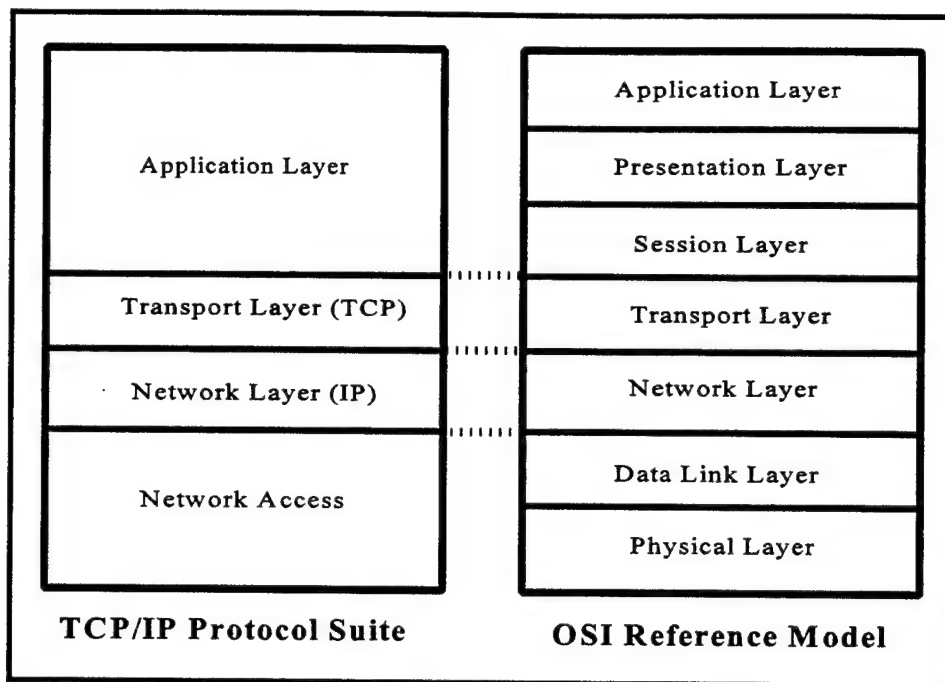 Application Layer
Transport Layer (TCP)
Network Layer (IP)
Network Access
TCP/IP Protocol Suite
Application Layer
Presentation Layer
Session Layer
Transport Layer
Network Layer
Data Link Layer
Physical Layer
OSI Reference Model